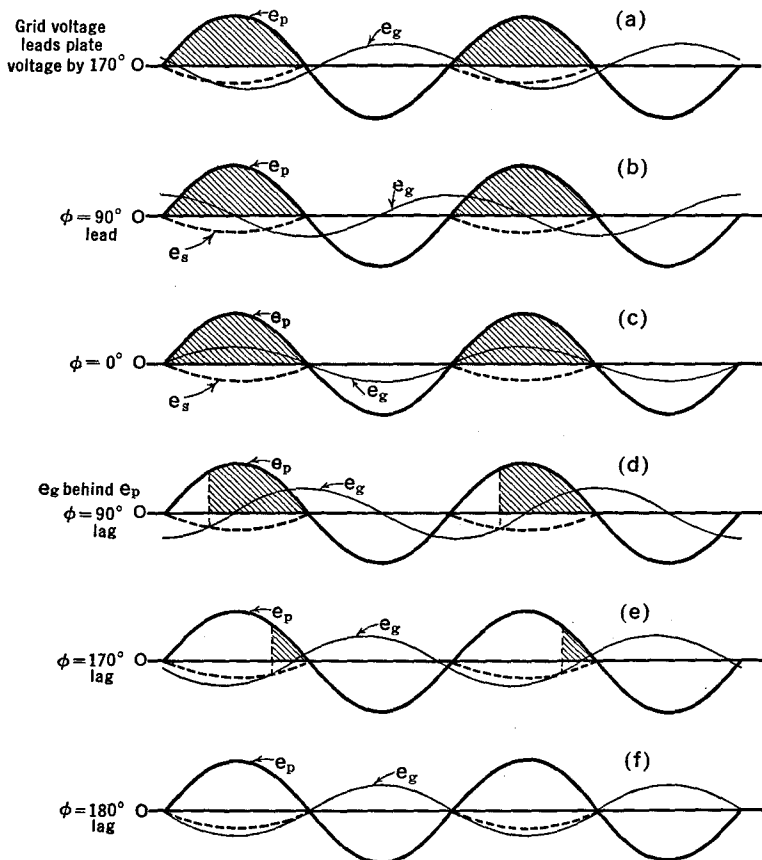 Grid voltage
leads plate
voltage by 170° O
e_p
e_g
(a)
e_p
e_g
(b)
ϕ = 90° O
lead
e_s
e_p
(c)
ϕ = 0° O
e_s
e_g
e_p
e_g
(d)
e_g behind e_p
ϕ = 90° O
lag
e_p
e_g
(e)
ϕ = 170° O
lag
e_p
e_g
(f)
ϕ = 180° O
lag